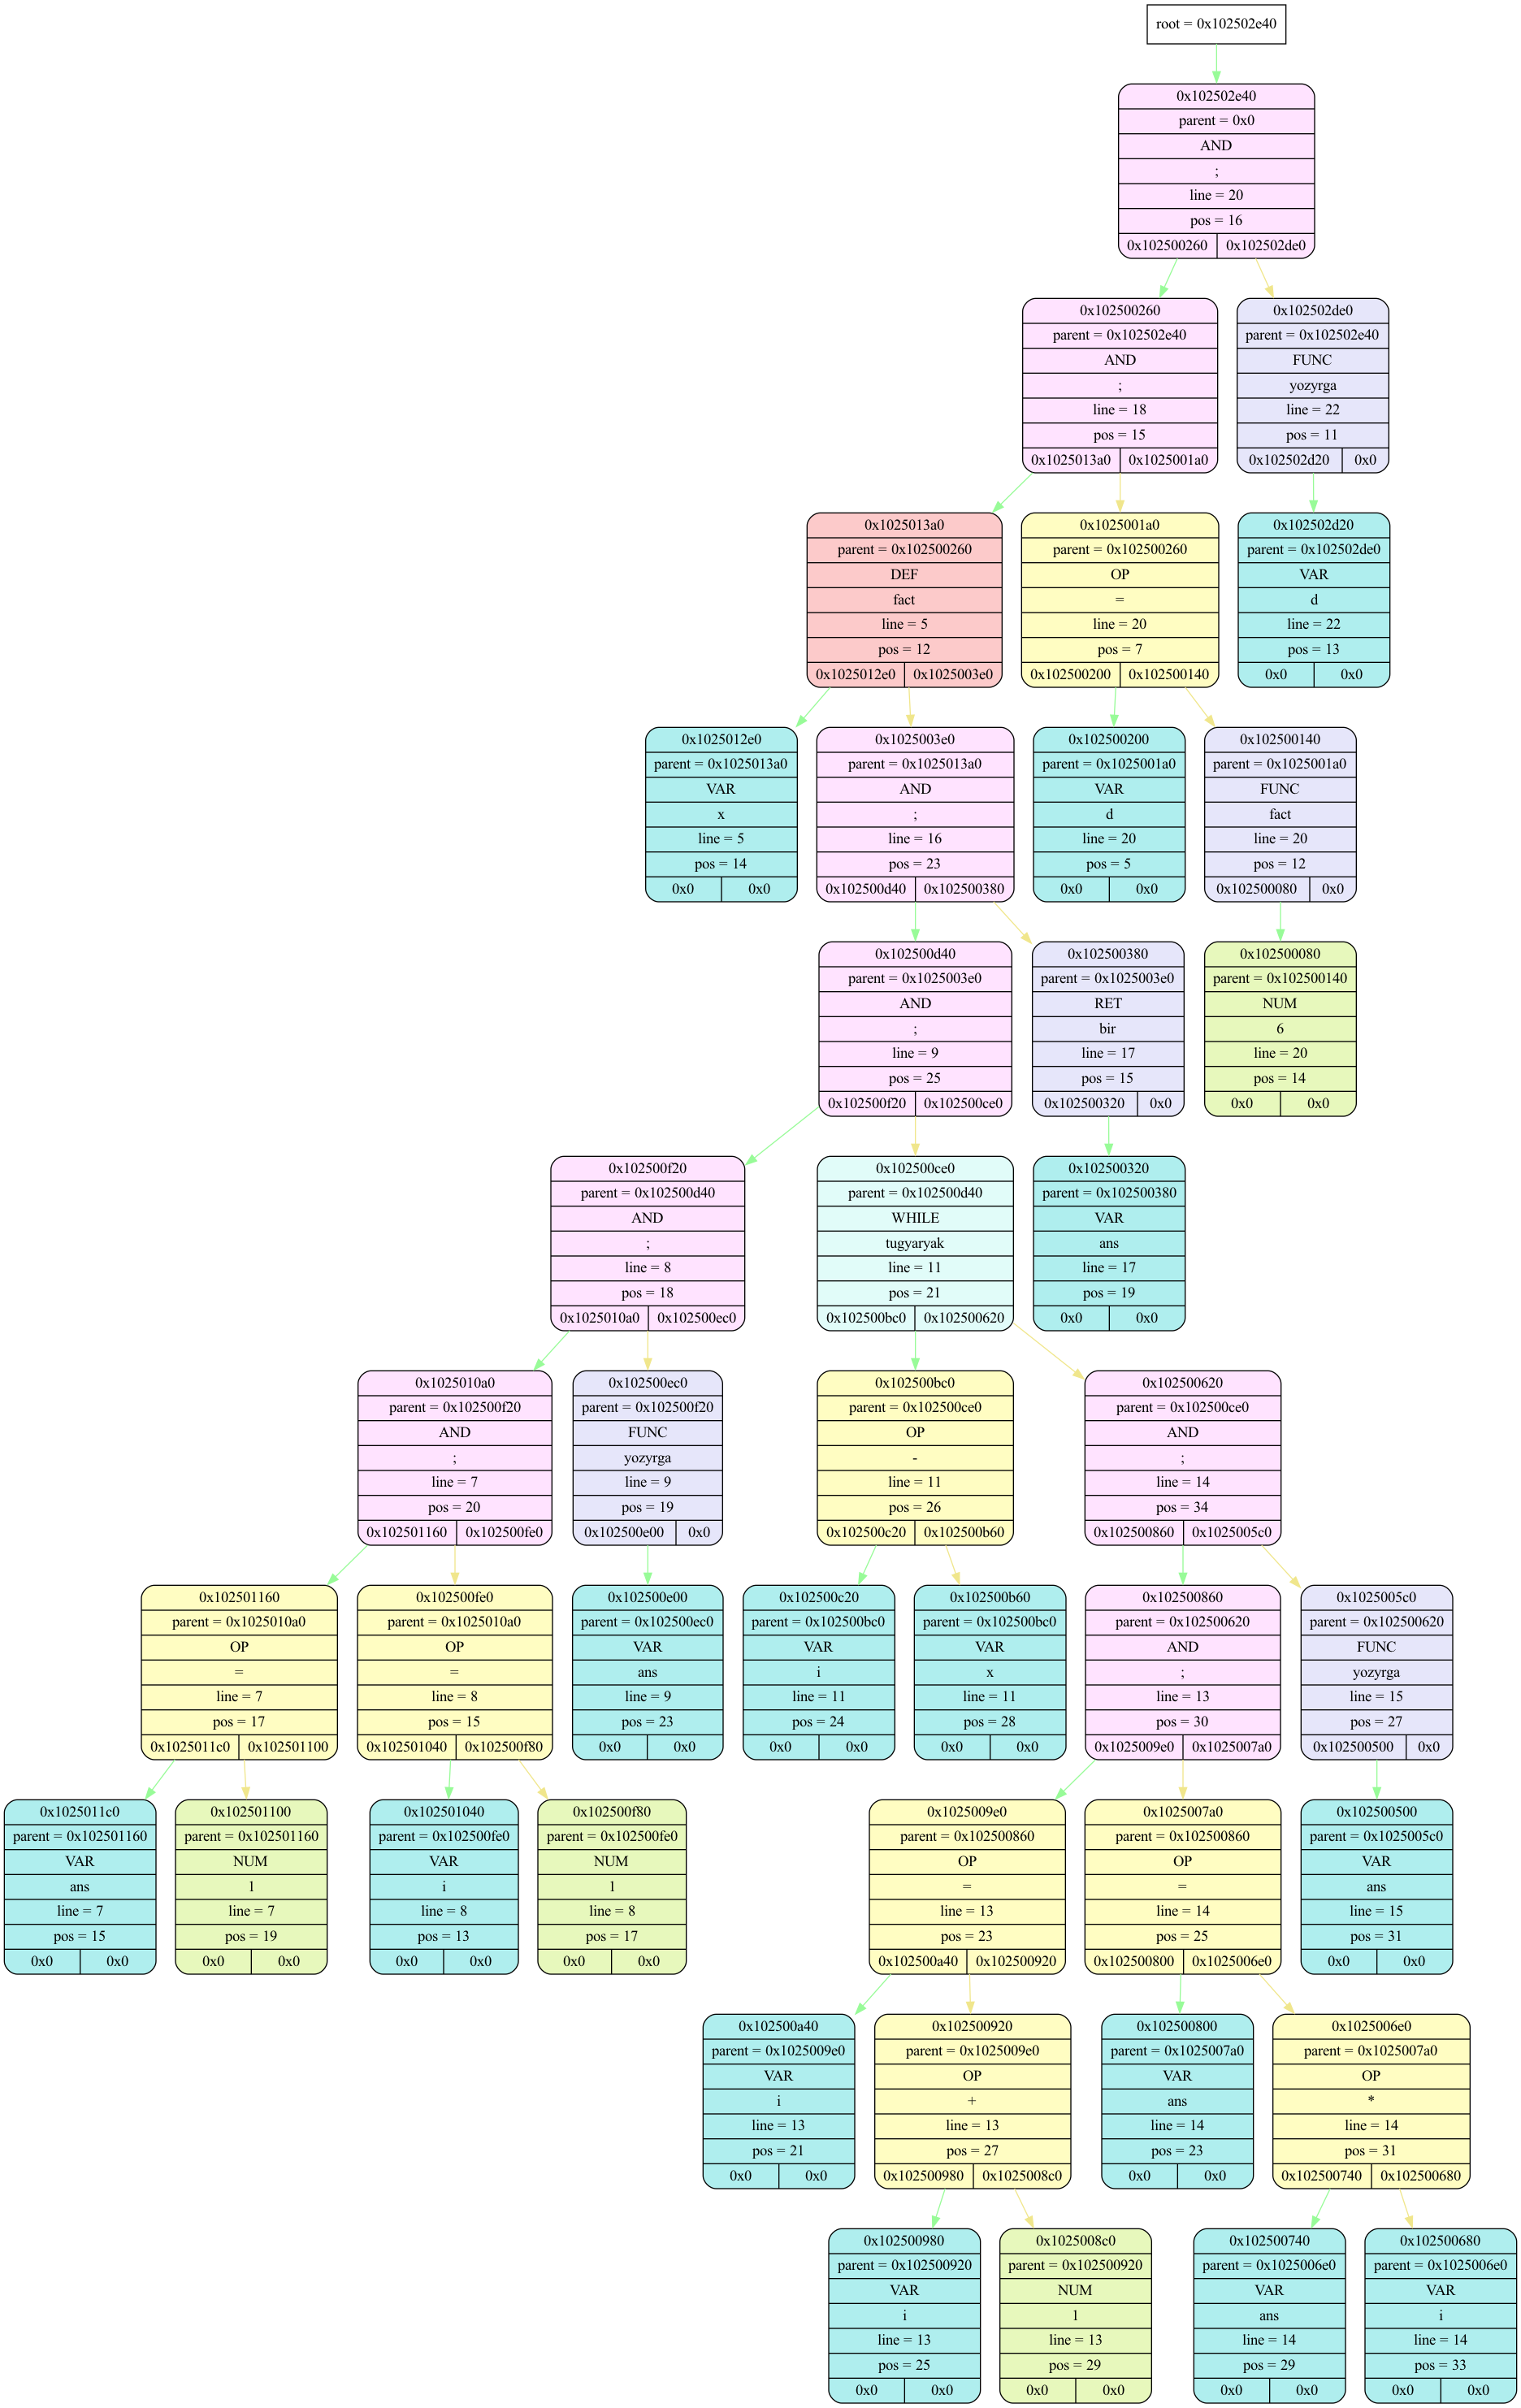 root = 0x102502e40
0x102502e40
parent = 0x0
AND
;
line = 20
pos = 16
0x102500260 0x102502de0
0x102500260
parent = 0x102502e40
AND
;
line = 18
pos = 15
0x1025013a0 0x1025001a0
0x102502de0
parent = 0x102502e40
FUNC
yozyrga
line = 22
pos = 11
0x102502d20 0x0
0x1025013a0
parent = 0x102500260
DEF
fact
line = 5
pos = 12
0x1025012e0 0x1025003e0
0x1025001a0
parent = 0x102500260
OP
=
line = 20
pos = 7
0x102500200 0x102500140
0x102502d20
parent = 0x102502de0
VAR
d
line = 22
pos = 13
0x0 0x0
0x1025012e0
parent = 0x1025013a0
VAR
x
line = 5
pos = 14
0x0 0x0
0x1025003e0
parent = 0x1025013a0
AND
;
line = 16
pos = 23
0x102500d40 0x102500380
0x102500200
parent = 0x1025001a0
VAR
d
line = 20
pos = 5
0x0 0x0
0x102500140
parent = 0x1025001a0
FUNC
fact
line = 20
pos = 12
0x102500080 0x0
0x102500d40
parent = 0x1025003e0
AND
;
line = 9
pos = 25
0x102500f20 0x102500ce0
0x102500380
parent = 0x1025003e0
RET
bir
line = 17
pos = 15
0x102500320 0x0
0x102500080
parent = 0x102500140
NUM
6
line = 20
pos = 14
0x0 0x0
0x102500f20
parent = 0x102500d40
AND
;
line = 8
pos = 18
0x1025010a0 0x102500ec0
0x102500ce0
parent = 0x102500d40
WHILE
tugyaryak
line = 11
pos = 21
0x102500bc0 0x102500620
0x102500320
parent = 0x102500380
VAR
ans
line = 17
pos = 19
0x0 0x0
0x1025010a0
parent = 0x102500f20
AND
;
line = 7
pos = 20
0x102501160 0x102500fe0
0x102500ec0
parent = 0x102500f20
FUNC
yozyrga
line = 9
pos = 19
0x102500e00 0x0
0x102500bc0
parent = 0x102500ce0
OP
-
line = 11
pos = 26
0x102500c20 0x102500b60
0x102500620
parent = 0x102500ce0
AND
;
line = 14
pos = 34
0x102500860 0x1025005c0
0x102501160
parent = 0x1025010a0
OP
=
line = 7
pos = 17
0x1025011c0 0x102501100
0x102500fe0
parent = 0x1025010a0
OP
=
line = 8
pos = 15
0x102501040 0x102500f80
0x102500e00
parent = 0x102500ec0
VAR
ans
line = 9
pos = 23
0x0 0x0
0x102500c20
parent = 0x102500bc0
VAR
i
line = 11
pos = 24
0x0 0x0
0x102500b60
parent = 0x102500bc0
VAR
x
line = 11
pos = 28
0x0 0x0
0x102500860
parent = 0x102500620
AND
;
line = 13
pos = 30
0x1025009e0 0x1025007a0
0x1025005c0
parent = 0x102500620
FUNC
yozyrga
line = 15
pos = 27
0x102500500 0x0
0x1025011c0
parent = 0x102501160
VAR
ans
line = 7
pos = 15
0x0 0x0
0x102501100
parent = 0x102501160
NUM
1
line = 7
pos = 19
0x0 0x0
0x102501040
parent = 0x102500fe0
VAR
i
line = 8
pos = 13
0x0 0x0
0x102500f80
parent = 0x102500fe0
NUM
1
line = 8
pos = 17
0x0 0x0
0x1025009e0
parent = 0x102500860
OP
=
line = 13
pos = 23
0x102500a40 0x102500920
0x1025007a0
parent = 0x102500860
OP
=
line = 14
pos = 25
0x102500800 0x1025006e0
0x102500500
parent = 0x1025005c0
VAR
ans
line = 15
pos = 31
0x0 0x0
0x102500a40
parent = 0x1025009e0
VAR
i
line = 13
pos = 21
0x0 0x0
0x102500920
parent = 0x1025009e0
OP
+
line = 13
pos = 27
0x102500980 0x1025008c0
0x102500800
parent = 0x1025007a0
VAR
ans
line = 14
pos = 23
0x0 0x0
0x1025006e0
parent = 0x1025007a0
OP
*
line = 14
pos = 31
0x102500740 0x102500680
0x102500980
parent = 0x102500920
VAR
i
line = 13
pos = 25
0x0 0x0
0x1025008c0
parent = 0x102500920
NUM
1
line = 13
pos = 29
0x0 0x0
0x102500740
parent = 0x1025006e0
VAR
ans
line = 14
pos = 29
0x0 0x0
0x102500680
parent = 0x1025006e0
VAR
i
line = 14
pos = 33
0x0 0x0